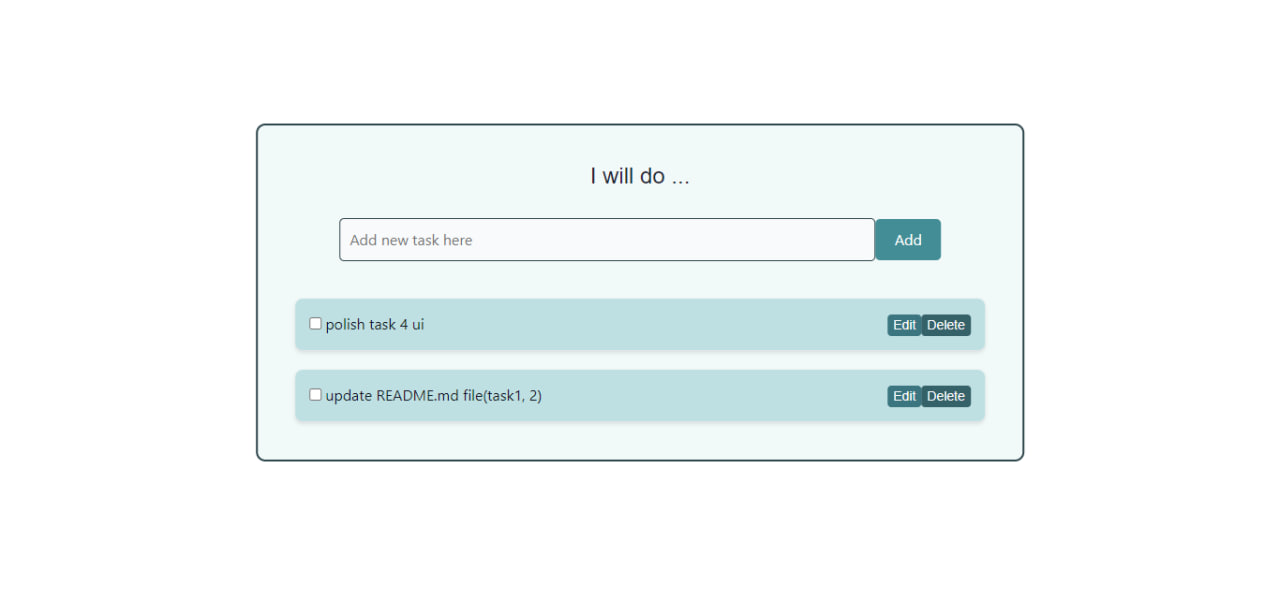 I will do ...
Add new task here Add
polish task 4 ui Edit Delete
update README.md file(task1, 2) Edit Delete